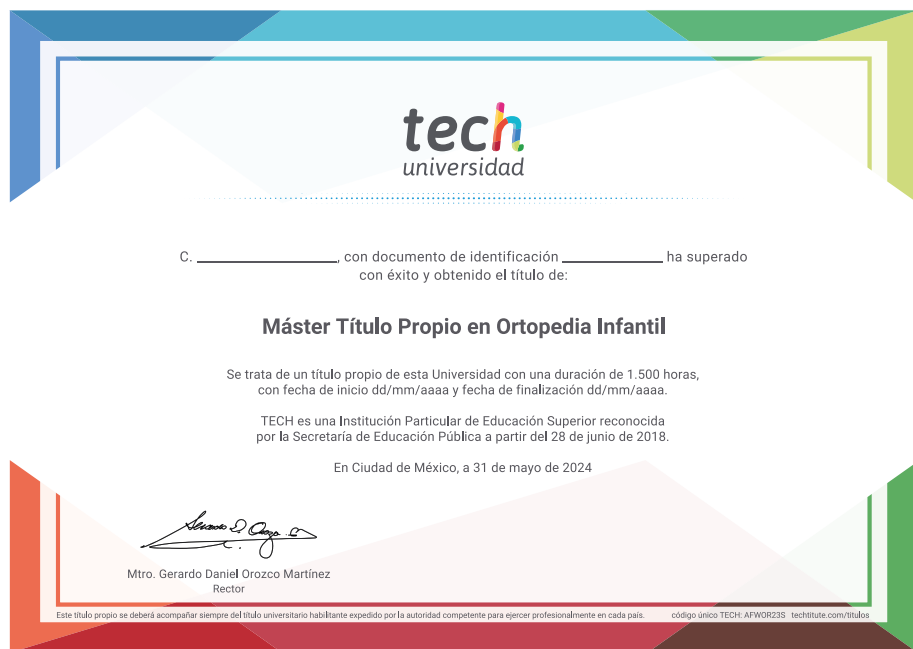 tech
universidad
C. __________________, con documento de identificación _____________ ha superado
con éxito y obtenido el título de:
Máster Título Propio en Ortopedia Infantil
Se trata de un título propio de esta Universidad con una duración de 1.500 horas,
con fecha de inicio dd/mm/aaaa y fecha de finalización dd/mm/aaaa.
TECH es una Institución Particular de Educación Superior reconocida
por la Secretaría de Educación Pública a partir del 28 de junio de 2018.
En Ciudad de México, a 31 de mayo de 2024
Mtro. Gerardo Daniel Orozco Martínez
Rector
Este título propio se deberá acompañar siempre del título universitario habilitante expedido por la autoridad competente para ejercer profesionalmente en cada país. código único TECH: AFWOR23S techtitute.com/titulos